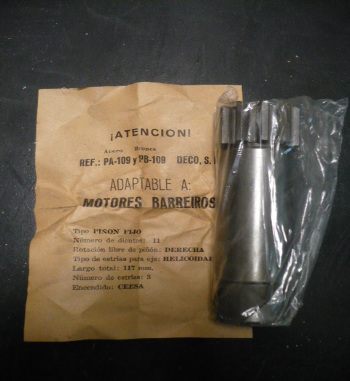 ¡ATENCION!
Acero Bronce
REF.: PA-109 y PB-109 DECO, S.
ADAPTABLE A:
MOTORES BARREIROS
Tipo PIÑON FIJO
Número de dientes: 11
Rotación libre de piñón: DERECHA
Tipo de estrías para eje: HELICOIDAL
Largo total: 117 mm.
Número de estrías: 3
Encendido: CEESA